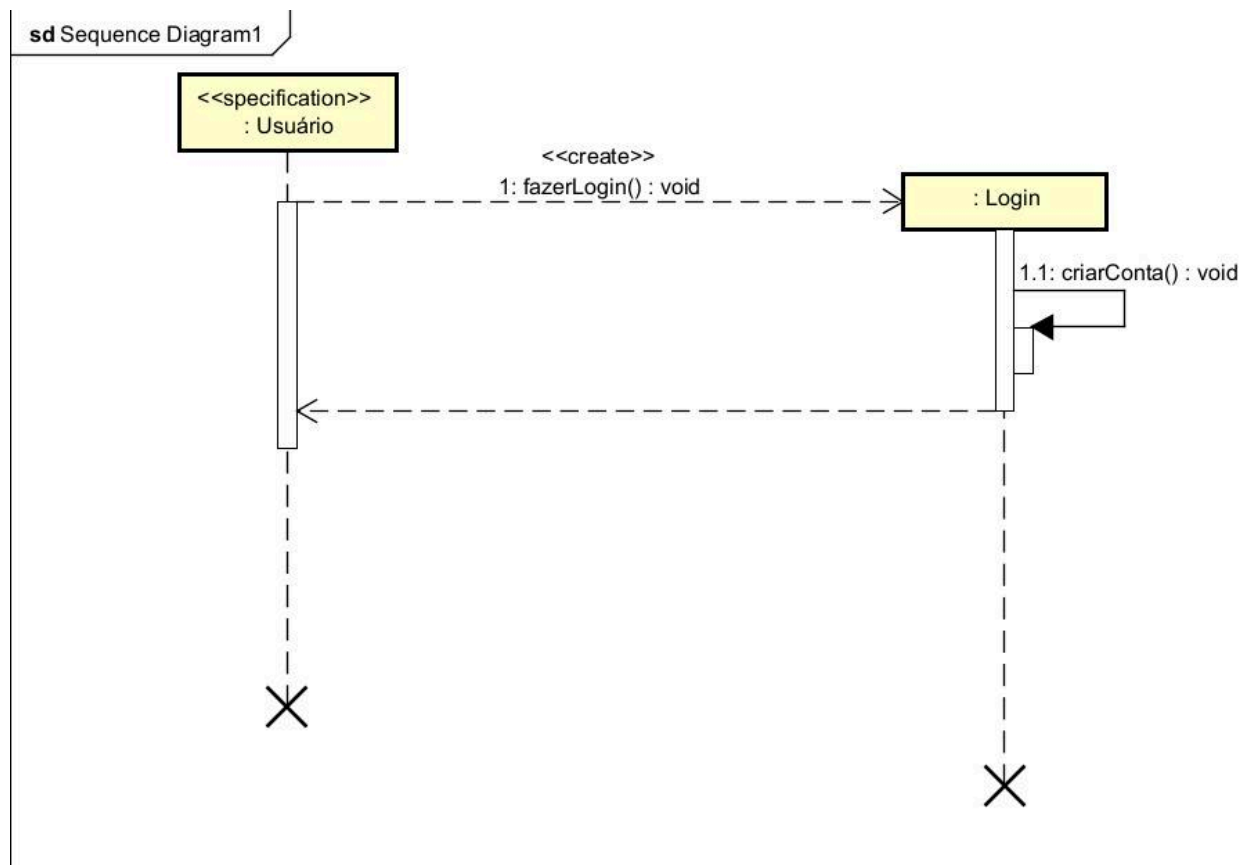 sd Sequence Diagram1
<<specification>>
: Usuário
<<create>>
1: fazerLogin() : void
: Login
1.1: criarConta() : void